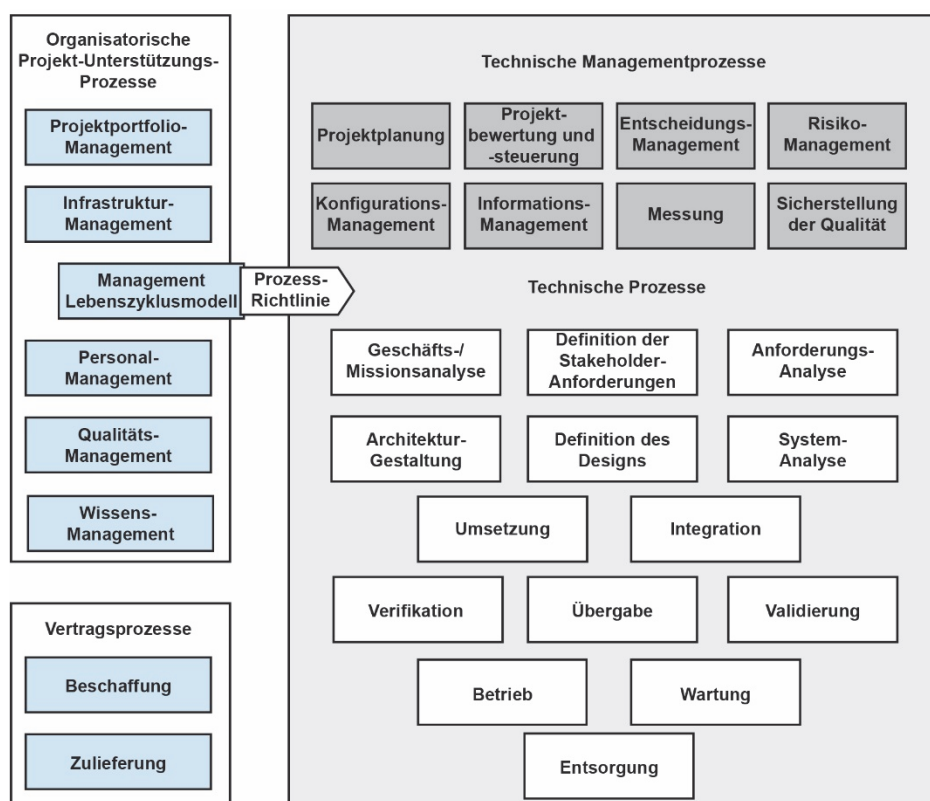 Organisatorische
Projekt-Unterstützungs-
Prozesse
Projektportfolio-
Management
Infrastruktur-
Management
Management
Lebenszyklusmodell
Prozess-
Richtlinie
Personal-
Management
Qualitäts-
Management
Wissens-
Management
Vertragsprozesse
Beschaffung
Zulieferung
Technische Managementprozesse
Projektplanung
Projekt-
bewertung und
-steuerung
Entscheidungs-
Management
Risiko-
Management
Konfigurations-
Management
Informations-
Management
Messung
Sicherstellung
der Qualität
Technische Prozesse
Geschäfts-/
Missionsanalyse
Definition der
Stakeholder-
Anforderungen
Anforderungs-
Analyse
Architektur-
Gestaltung
Definition des
Designs
System-
Analyse
Umsetzung
Integration
Verifikation
Übergabe
Validierung
Betrieb
Wartung
Entsorgung